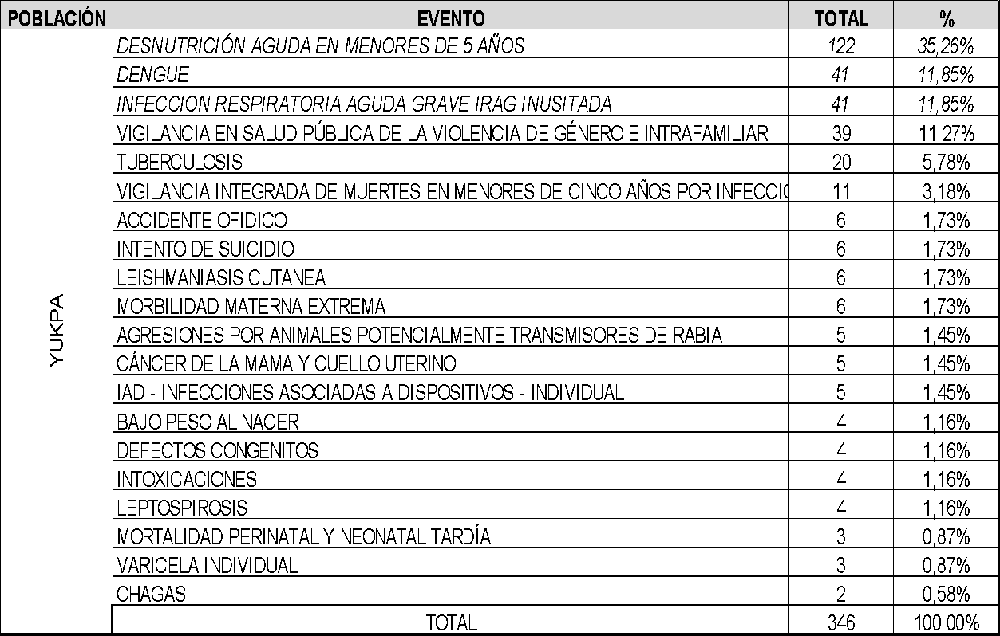 POBLACIÓN EVENTO TOTAL %
YUKPA
DESNUTRICIÓN AGUDA EN MENORES DE 5 AÑOS 122 35,26%
DENGUE 41 11,85%
INFECCION RESPIRATORIA AGUDA GRAVE IRAG INUSITADA 41 11,85%
VIGILANCIA EN SALUD PÚBLICA DE LA VIOLENCIA DE GÉNERO E INTRAFAMILIAR 39 11,27%
TUBERCULOSIS 20 5,78%
VIGILANCIA INTEGRADA DE MUERTES EN MENORES DE CINCO AÑOS POR INFECCIO 11 3,18%
ACCIDENTE OFIDICO 6 1,73%
INTENTO DE SUICIDIO 6 1,73%
LEISHMANIASIS CUTANEA 6 1,73%
MORBILIDAD MATERNA EXTREMA 6 1,73%
AGRESIONES POR ANIMALES POTENCIALMENTE TRANSMISORES DE RABIA 5 1,45%
CÁNCER DE LA MAMA Y CUELLO UTERINO 5 1,45%
IAD - INFECCIONES ASOCIADAS A DISPOSITIVOS - INDIVIDUAL 5 1,45%
BAJO PESO AL NACER 4 1,16%
DEFECTOS CONGENITOS 4 1,16%
INTOXICACIONES 4 1,16%
LEPTOSPIROSIS 4 1,16%
MORTALIDAD PERINATAL Y NEONATAL TARDÍA 3 0,87%
VARICELA INDIVIDUAL 3 0,87%
CHAGAS 2 0,58%
TOTAL 346 100,00%